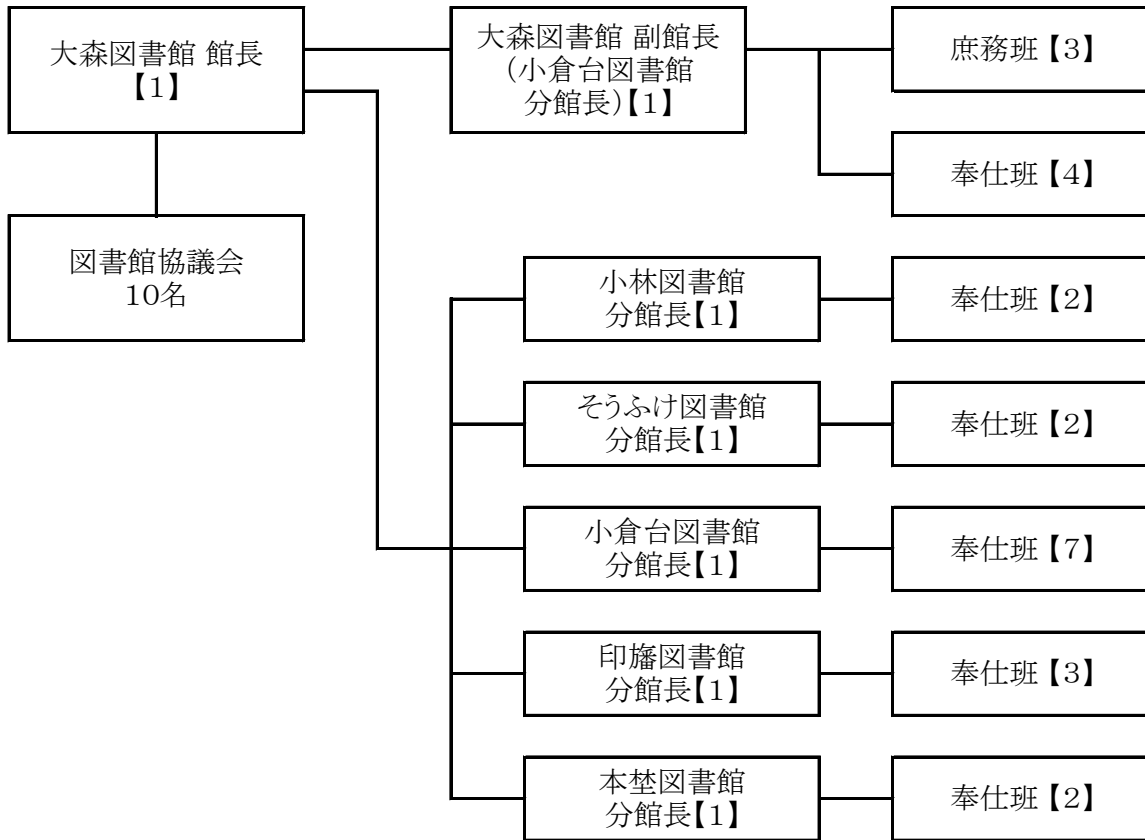 大森図書館 館長
【1】
大森図書館 副館長
(小倉台図書館
分館長)【1】
庶務班【3】
奉仕班【4】
図書館協議会
10名
小林図書館
分館長【1】
奉仕班【2】
そうふけ図書館
分館長【1】
奉仕班【2】
小倉台図書館
分館長【1】
奉仕班【7】
印旛図書館
分館長【1】
奉仕班【3】
本埜図書館
分館長【1】
奉仕班【2】